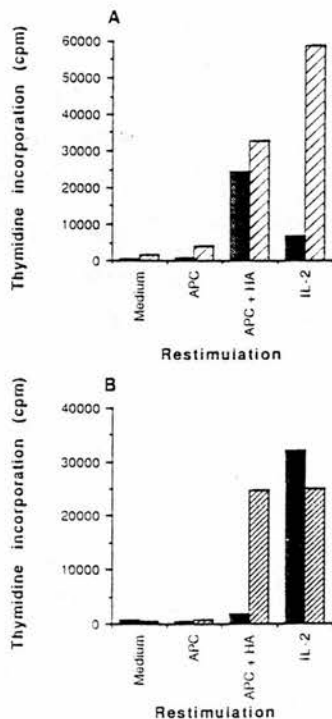 A
Thymidine incorporation (cpm)
60000
50000
40000
30000
20000
10000
0
Medium
APC
APC + HA
IL-2
Restimulation
B
Thymidine incorporation (cpm)
40000
30000
20000
10000
0
Medium
APC
APC + HA
IL-2
Restimulation